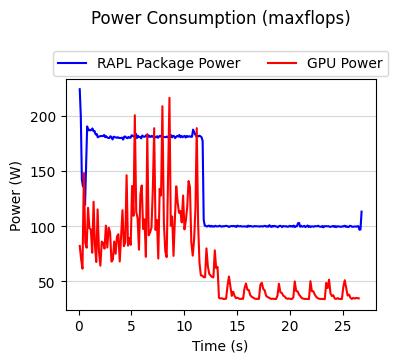 Power Consumption (maxflops)
RAPL Package Power
GPU Power
Power (W)
200
150
100
50
0
5
10
15
20
25
Time (s)